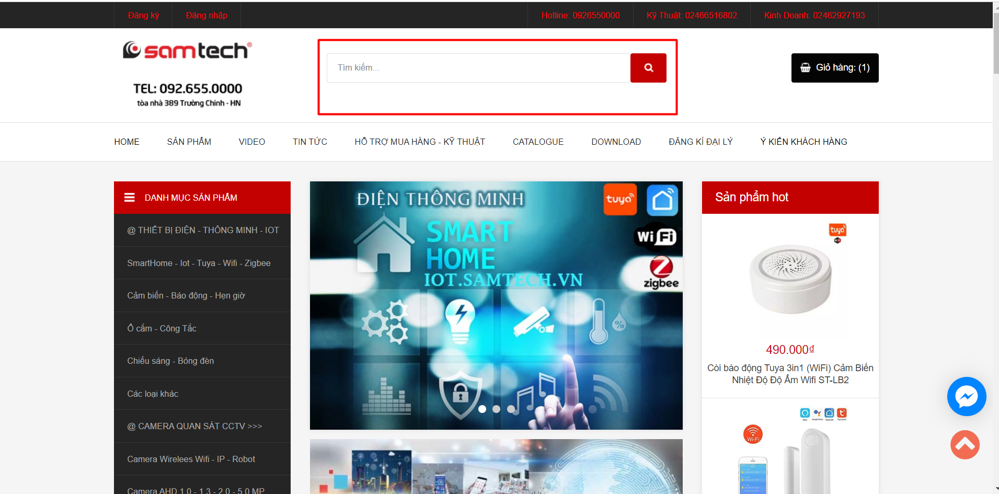 Đăng ký
Đăng nhập
Hotline: 0926550000
Kỹ Thuật: 02466516802
Kinh Doanh: 02462927193
samtech®
TEL: 092.655.0000
tòa nhà 389 Trường Chinh - HN
Tìm kiếm...
Giỏ hàng: (1)
HOME
SẢN PHẨM
VIDEO
TIN TỨC
HỖ TRỢ MUA HÀNG - KỸ THUẬT
CATALOGUE
DOWNLOAD
ĐĂNG KÍ ĐẠI LÝ
Ý KIẾN KHÁCH HÀNG
DANH MỤC SẢN PHẨM
@ THIẾT BỊ ĐIỆN - THÔNG MINH - IOT
SmartHome - Iot - Tuya - Wifi - Zigbee
Cảm biến - Báo động - Hẹn giờ
Ổ cắm - Công Tắc
Chiếu sáng - Bóng đèn
Các loại khác
@ CAMERA QUAN SÁT CCTV >>>
Camera Wirelees Wifi - IP - Robot
Camera AHD 1.0 - 1.3 - 2.0 - 5.0 MP
ĐIỆN THÔNG MINH
tuya
SMART
HOME
IOT.SAMTECH.VN
WiFi
zigbee
Sản phẩm hot
tuya
490.000₫
Còi báo động Tuya 3in1 (WiFi) Cảm Biến
Nhiệt Độ Độ Ẩm Wifi ST-LB2
Wi-Fi